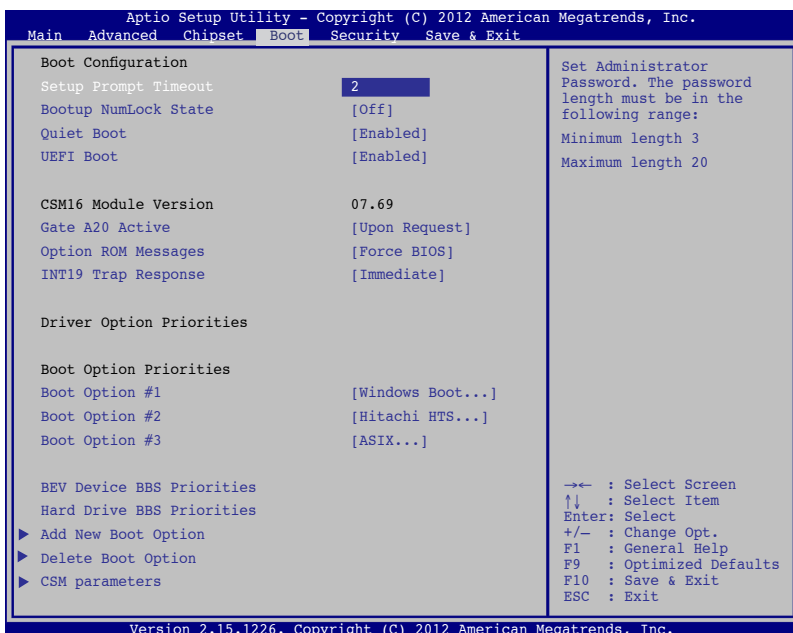 Aptio Setup Utility – Copyright (C) 2012 American Megatrends, Inc.
Main Advanced Chipset Boot Security Save & Exit
Boot Configuration
Setup Prompt Timeout 2
Bootup NumLock State [Off]
Quiet Boot [Enabled]
UEFI Boot [Enabled]
CSM16 Module Version 07.69
Gate A20 Active [Upon Request]
Option ROM Messages [Force BIOS]
INT19 Trap Response [Immediate]
Driver Option Priorities
Boot Option Priorities
Boot Option #1 [Windows Boot...]
Boot Option #2 [Hitachi HTS...]
Boot Option #3 [ASIX...]
BEV Device BBS Priorities
Hard Drive BBS Priorities
Add New Boot Option
Delete Boot Option
CSM parameters
Set Administrator
Password. The password
length must be in the
following range:
Minimum length 3
Maximum length 20
→← : Select Screen
↑↓ : Select Item
Enter: Select
+/– : Change Opt.
F1 : General Help
F9 : Optimized Defaults
F10 : Save & Exit
ESC : Exit
Version 2.15.1226. Copyright (C) 2012 American Megatrends, Inc.